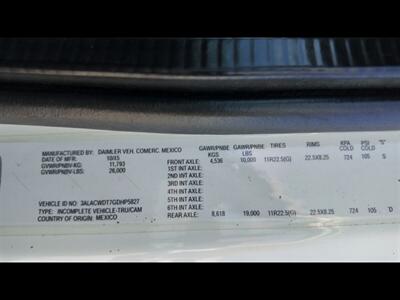 MANUFACTURED BY: DAIMLER VEH. COMERC. MEXICO
DATE OF MFR: 10/15
GVWR/PNBV-KG: 11,793
GVWR/PNBV-LBS: 26,000
VEHICLE ID NO: 3ALACWDT7GDHP5827
TYPE: INCOMPLETE VEHICLE-TRU/CAM
COUNTRY OF ORIGIN: MEXICO
GAWR/PNBE KGS GAWR/PNBE LBS TIRES RIMS KPA COLD PSI COLD "S"
FRONT AXLE: 4,536 10,000 11R22.5(G) 22.5X8.25 724 105 S
1ST INT AXLE:
2ND INT AXLE:
3RD INT AXLE:
4TH INT AXLE:
5TH INT AXLE:
6TH INT AXLE:
REAR AXLE: 8,618 19,000 11R22.5(G) 22.5X8.25 724 105 D